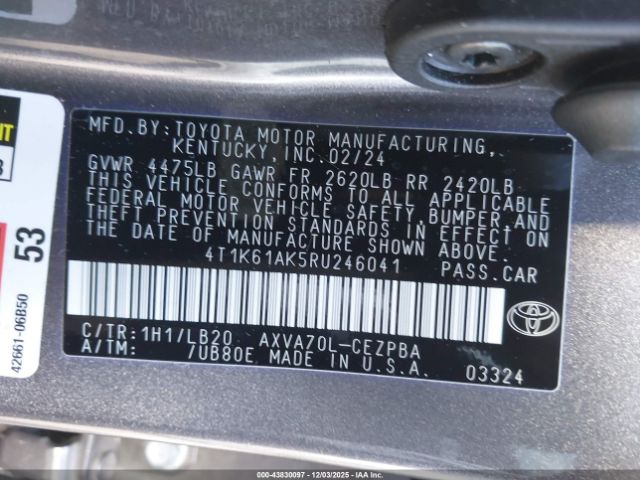 MFD.BY:TOYOTA MOTOR MANUFACTURING,
KENTUCKY, INC.02/24
GVWR 4475LB GAWR FR 2620LB RR 2420LB
THIS VEHICLE CONFORMS TO ALL APPLICABLE
FEDERAL MOTOR VEHICLE SAFETY, BUMPER AND
THEFT PREVENTION STANDARDS IN EFFECT ON
THE DATE OF MANUFACTURE SHOWN ABOVE.
4T1K61AK5RU246041 PASS.CAR
C/TR:1H1/LB20 AXVA70L-CEZPBA
A/TM: 7UB80E MADE IN U.S.A. 03324
53
42661-06B50
00-43830097 - 12/03/2025 - IAA Inc.